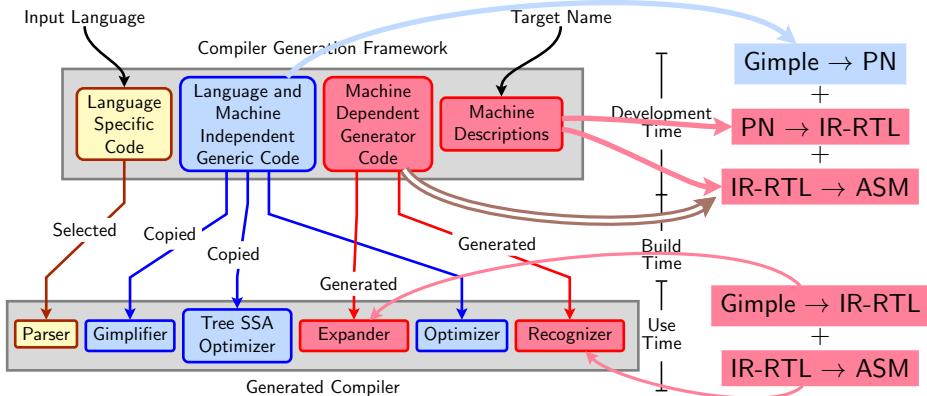 Input Language
Target Name
Compiler Generation Framework
Language
Specific
Code
Language and
Machine
Independent
Generic Code
Machine
Dependent
Generator
Code
Machine
Descriptions
Development
Time
Gimple → PN
+
PN → IR-RTL
+
IR-RTL → ASM
Selected
Copied
Copied
Generated
Generated
Build
Time
Parser
Gimplifier
Tree SSA
Optimizer
Expander
Optimizer
Recognizer
Use
Time
Gimple → IR-RTL
+
IR-RTL → ASM
Generated Compiler